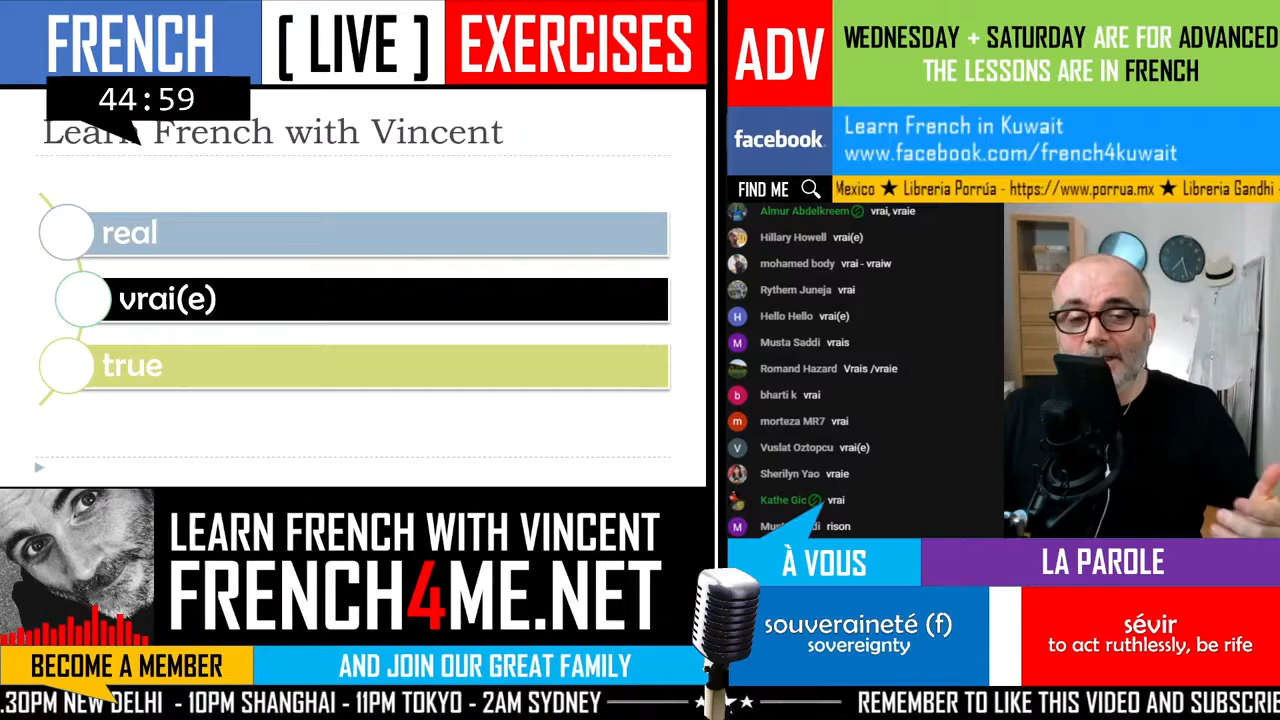 FRENCH
[ LIVE ]
EXERCISES
44:59
Learn French with Vincent
real
vrai(e)
true
LEARN FRENCH WITH VINCENT
FRENCH4ME.NET
BECOME A MEMBER
AND JOIN OUR GREAT FAMILY
.30PM NEW DELHI - 10PM SHANGHAI - 11PM TOKYO - 2AM SYDNEY
ADV
WEDNESDAY + SATURDAY ARE FOR ADVANCED
THE LESSONS ARE IN FRENCH
facebook.
Learn French in Kuwait
www.facebook.com/french4kuwait
FIND ME
Mexico ★ Libreria Porrúa - https://www.porrua.mx ★ Libreria Gandhi -
Almur Abdelkreem vrai, vraie
Hillary Howell vrai(e)
mohamed body vrai - vraiw
Rythem Juneja vrai
H Hello Hello vrai(e)
M Musta Saddi vrais
Romand Hazard Vrais /vraie
b bharti k vrai
m morteza MR7 vrai
V Vuslat Oztopcu vrai(e)
Sherilyn Yao vraie
Kathe Gic vrai
M rison
À VOUS
LA PAROLE
souveraineté (f)
sovereignty
sévir
to act ruthlessly, be rife
REMEMBER TO LIKE THIS VIDEO AND